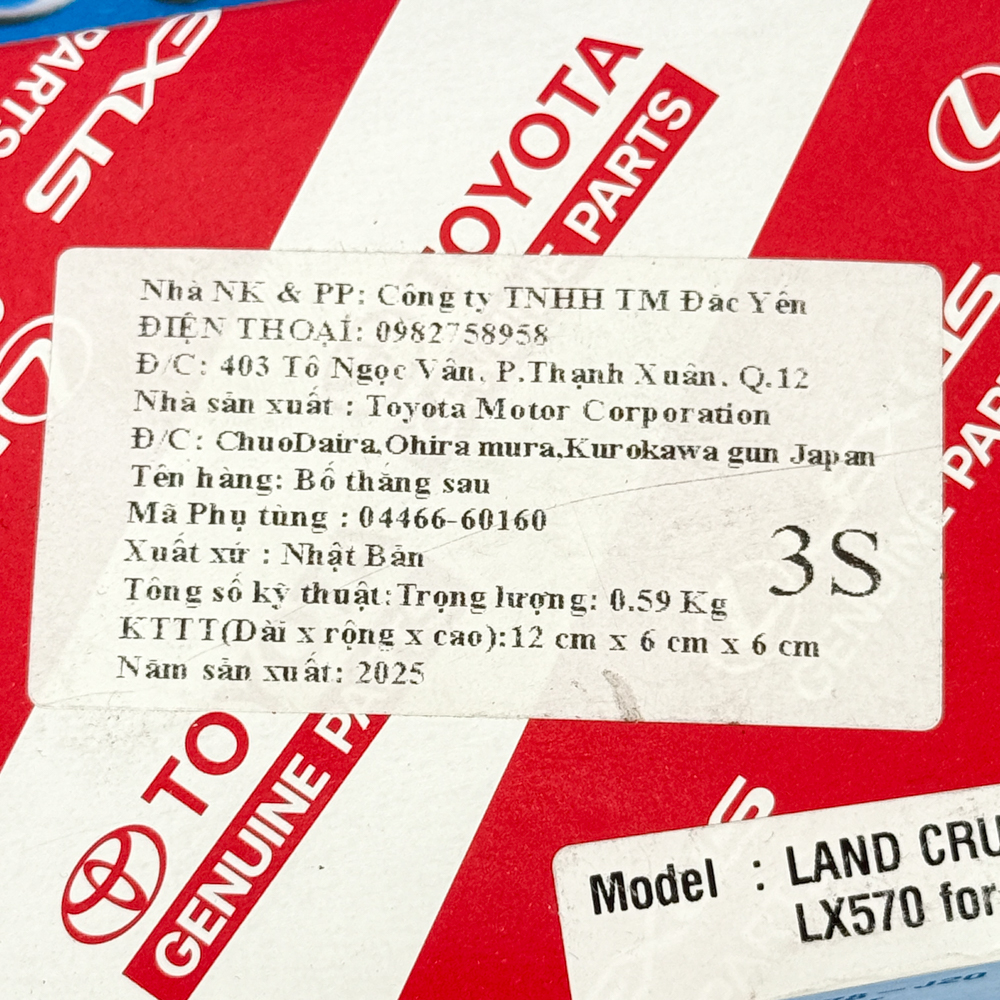 LEXUS
PARTS
TOYOTA
PARTS
Nhà NK & PP: Công ty TNHH TM Đắc Yến
ĐIỆN THOẠI: 0982758958
Đ/C: 403 Tô Ngọc Vân, P.Thạnh Xuân. Q.12
Nhà sản xuất : Toyota Motor Corporation
Đ/C: ChuoDaira,Ohira mura,Kurokawa gun Japan
Tên hàng: Bố thắng sau
Mã Phụ tùng : 04466-60160
Xuất xứ : Nhật Bản
3S
Tông số kỹ thuật:Trọng lượng: 0.59 Kg
KTTT(Dài x rộng x cao):12 cm x 6 cm x 6 cm
Năm sản xuất: 2025
TO
GENUINE PA
Model : LAND CRU
LX570 for